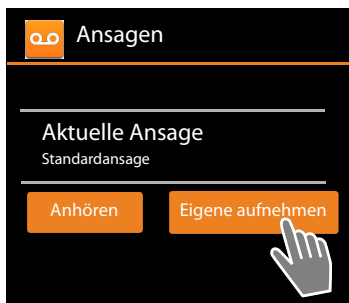 Ansagen
Aktuelle Ansage
Standardansage
Anhören
Eigene aufnehmen